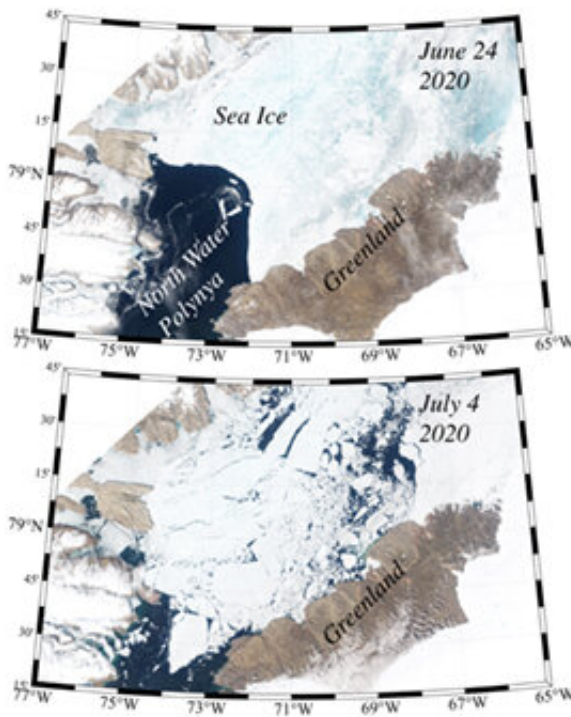 45'
June 24
2020
30'
Sea Ice
15'
79°N
45'
North Water
Polynya
Greenland
30'
15'
77°W
75°W
73°W
71°W
69°W
67°W
65°W
45'
July 4
2020
30'
15'
79°N
45'
Greenland
30'
15'
77°W
75°W
73°W
71°W
69°W
67°W
65°W